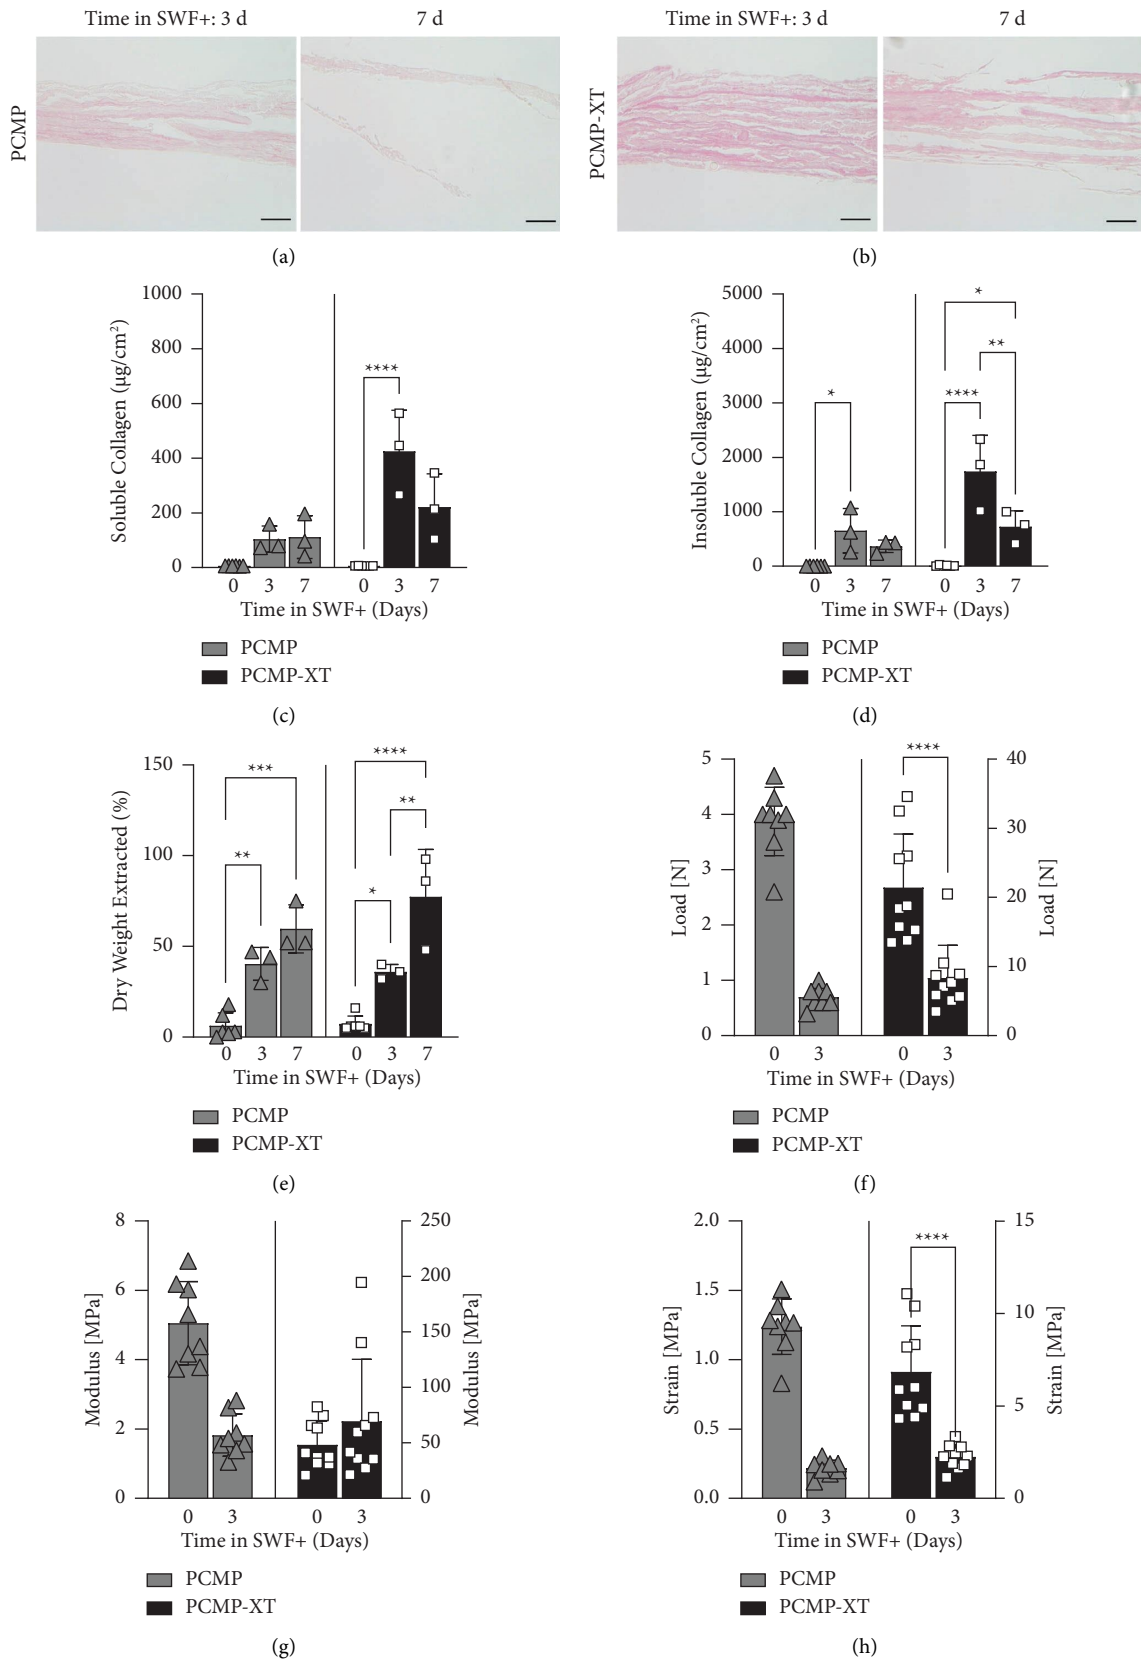 Time in SWF+: 3 d
7 d
Time in SWF+: 3 d
7 d
PCMP
PCMP-XT
(a)
(b)
Soluble Collagen (µg/cm²)
1000
800
600
400
200
0
****
0 3 7 0 3 7
Time in SWF+ (Days)
PCMP
PCMP-XT
(c)
Insoluble Collagen (µg/cm²)
5000
4000
3000
2000
1000
0
*
*
**
****
0 3 7 0 3 7
Time in SWF+ (Days)
PCMP
PCMP-XT
(d)
Dry Weight Extracted (%)
150
100
50
0
***
**
****
**
*
0 3 7 0 3 7
Time in SWF+ (Days)
PCMP
PCMP-XT
(e)
Load [N]
5
4
3
2
1
0
****
40
30
20
10
0
Load [N]
0 3 0 3
Time in SWF+ (Days)
PCMP
PCMP-XT
(f)
Modulus [MPa]
8
6
4
2
0
250
200
150
100
50
0
Modulus [MPa]
0 3 0 3
Time in SWF+ (Days)
PCMP
PCMP-XT
(g)
Strain [MPa]
2.0
1.5
1.0
0.5
0.0
****
15
10
5
0
Strain [MPa]
0 3 0 3
Time in SWF+ (Days)
PCMP
PCMP-XT
(h)